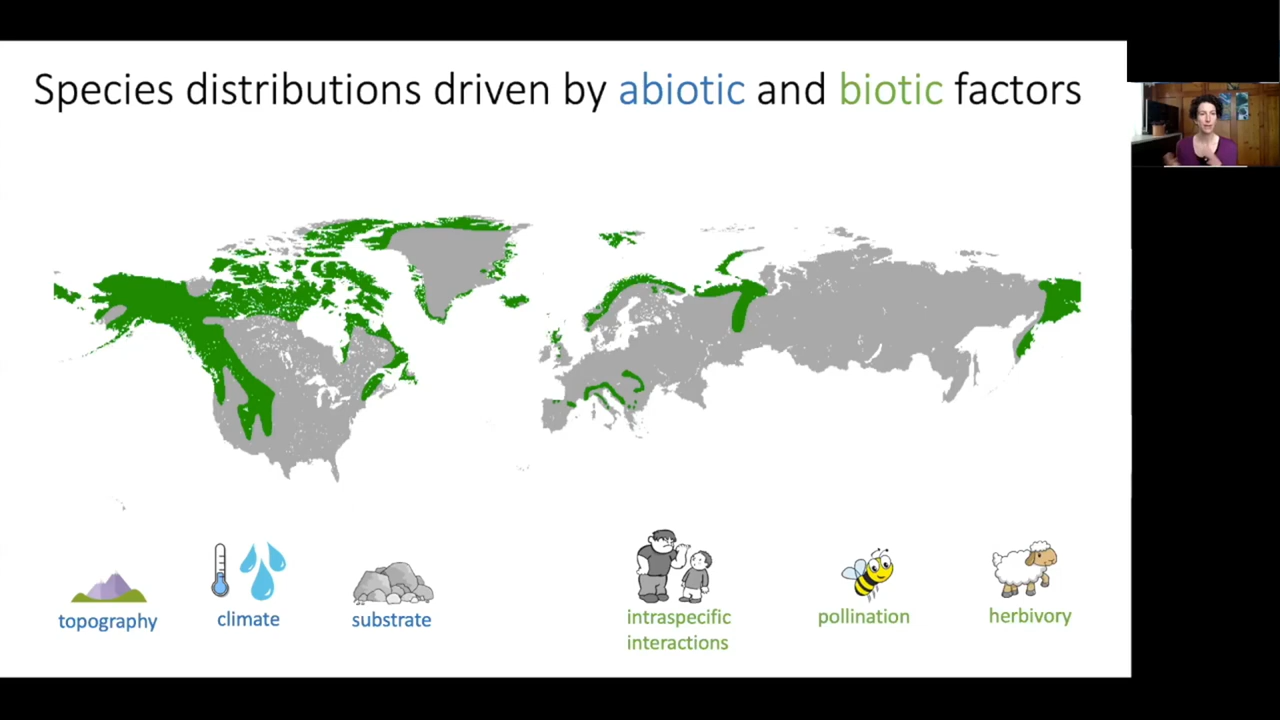 Species distributions driven by abiotic and biotic factors
topography
climate
substrate
intraspecific
interactions
pollination
herbivory